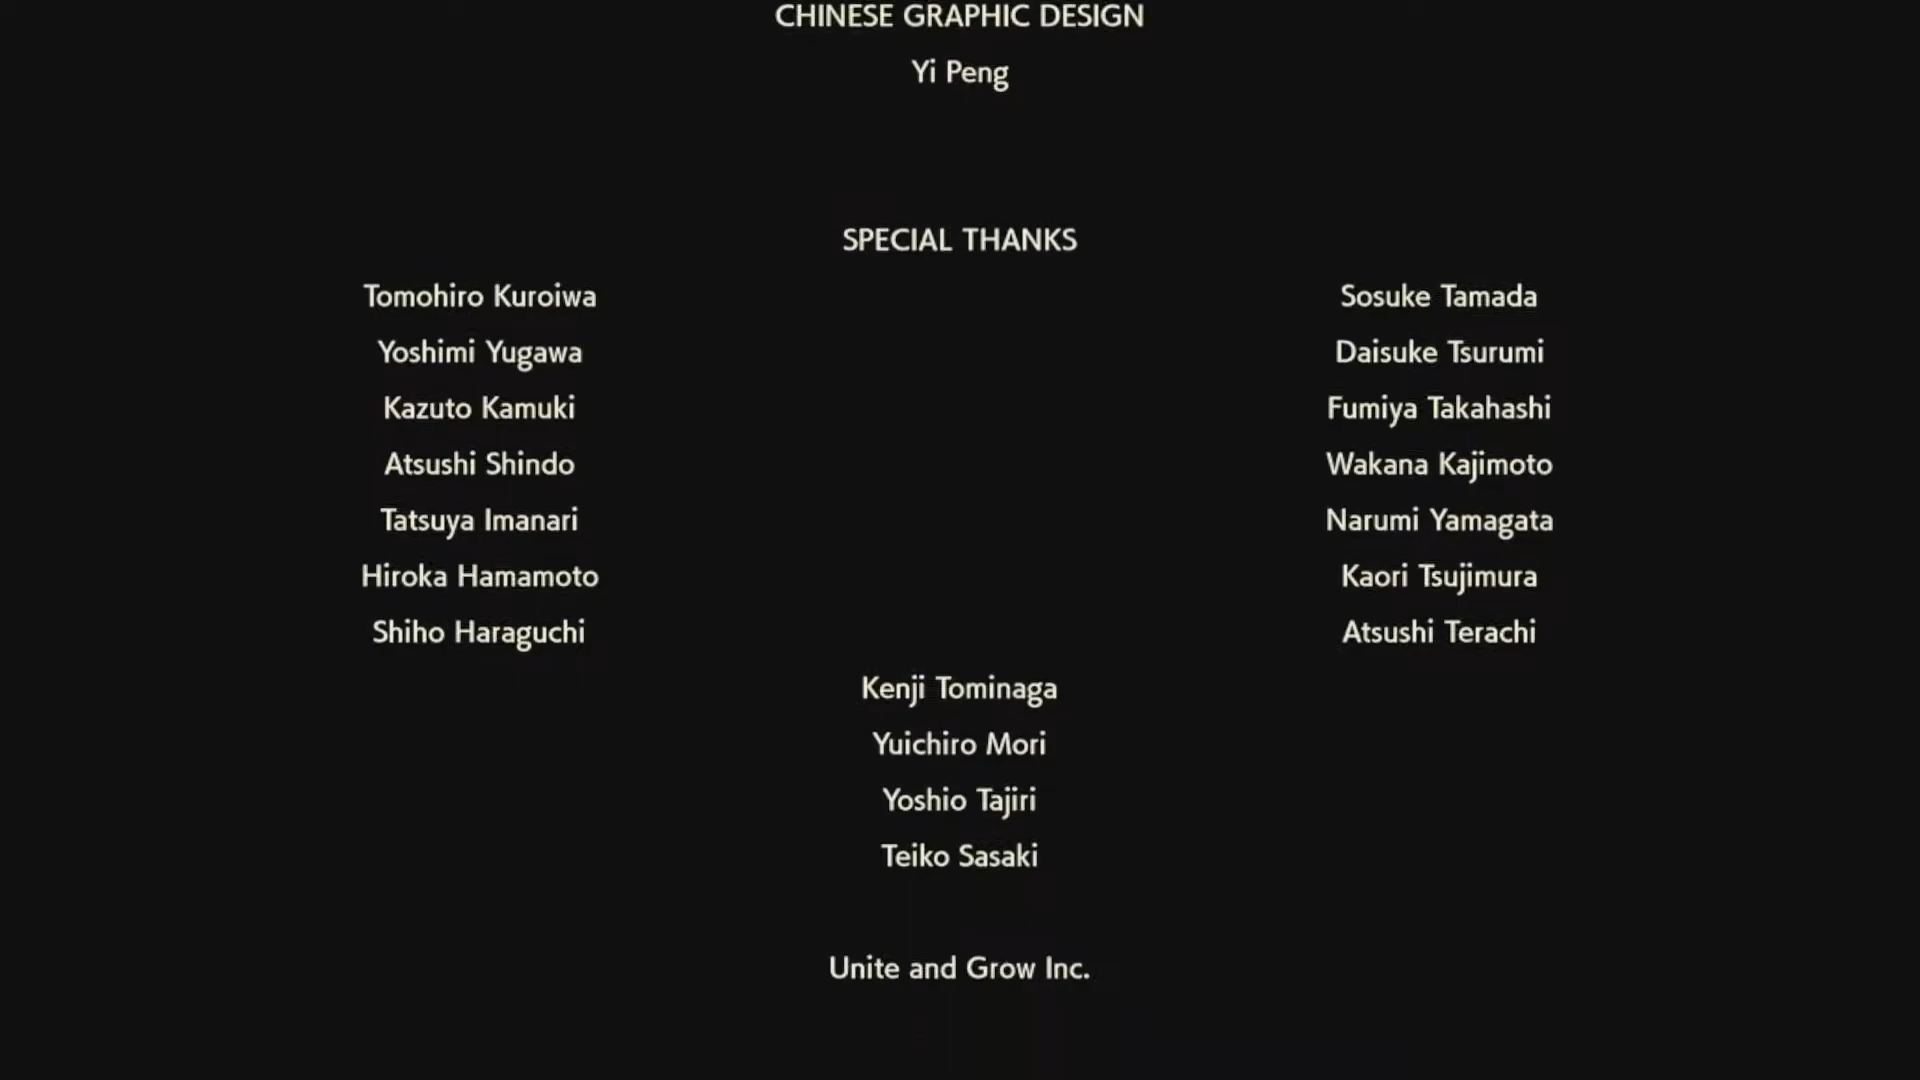 CHINESE GRAPHIC DESIGN
Yi Peng
SPECIAL THANKS
Tomohiro Kuroiwa
Sosuke Tamada
Yoshimi Yugawa
Daisuke Tsurumi
Kazuto Kamuki
Fumiya Takahashi
Atsushi Shindo
Wakana Kajimoto
Tatsuya Imanari
Narumi Yamagata
Hiroka Hamamoto
Kaori Tsujimura
Shiho Haraguchi
Atsushi Terachi
Kenji Tominaga
Yuichiro Mori
Yoshio Tajiri
Teiko Sasaki
Unite and Grow Inc.